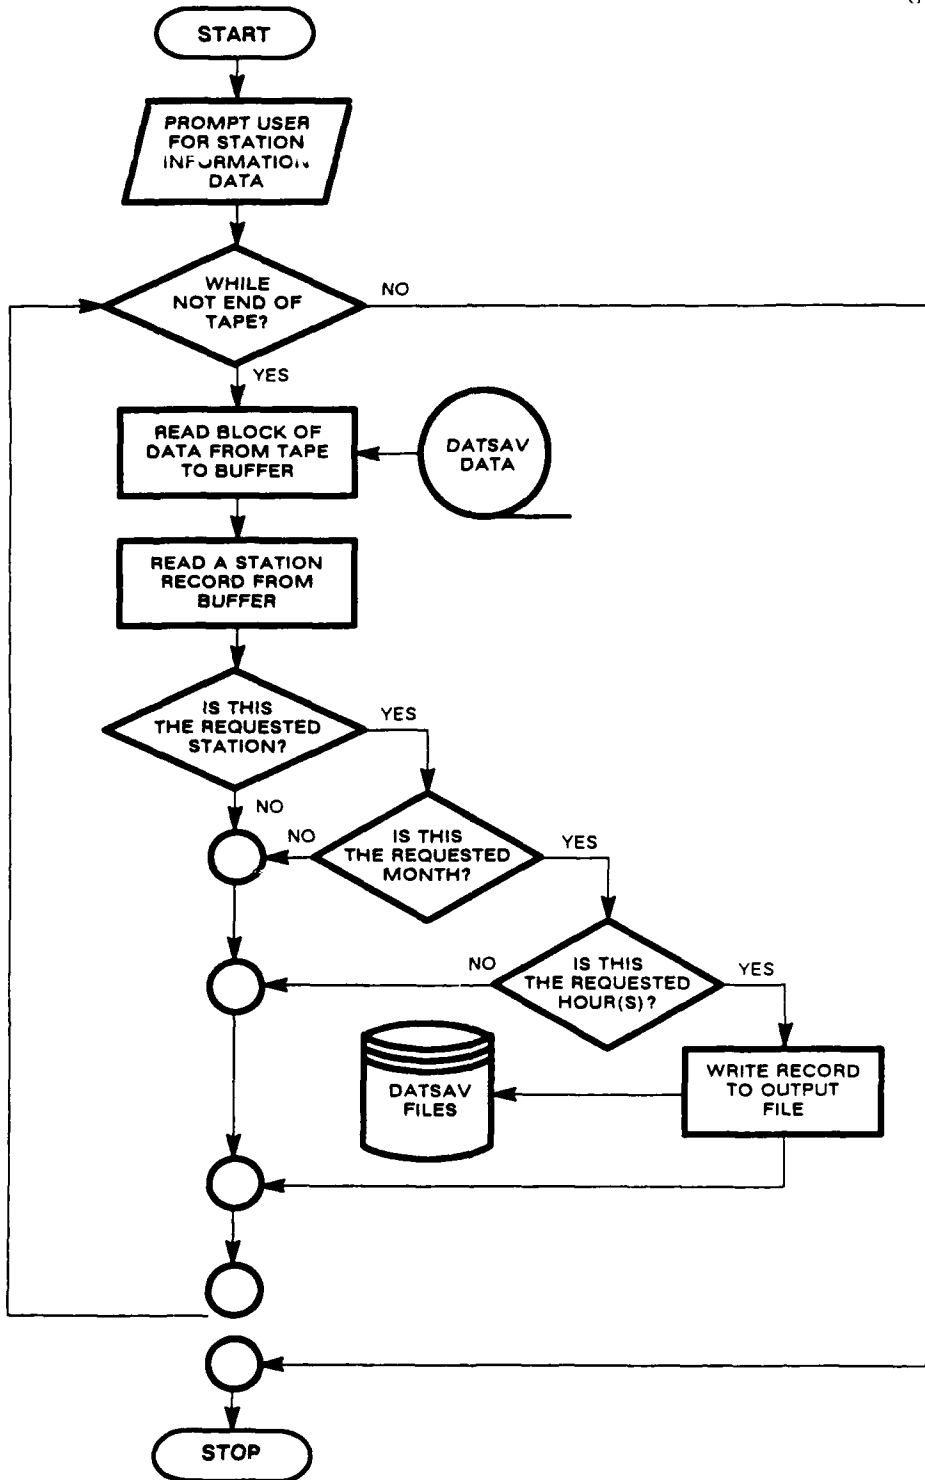 START
PROMPT USER
FOR STATION
INFORMATION
DATA
WHILE
NOT END OF
TAPE?
NO
YES
READ BLOCK OF
DATA FROM TAPE
TO BUFFER
DATSAV
DATA
READ A STATION
RECORD FROM
BUFFER
IS THIS
THE REQUESTED
STATION?
YES
NO
NO
IS THIS
THE REQUESTED
MONTH?
YES
NO
IS THIS
THE REQUESTED
HOUR(S)?
YES
DATSAV
FILES
WRITE RECORD
TO OUTPUT
FILE
STOP